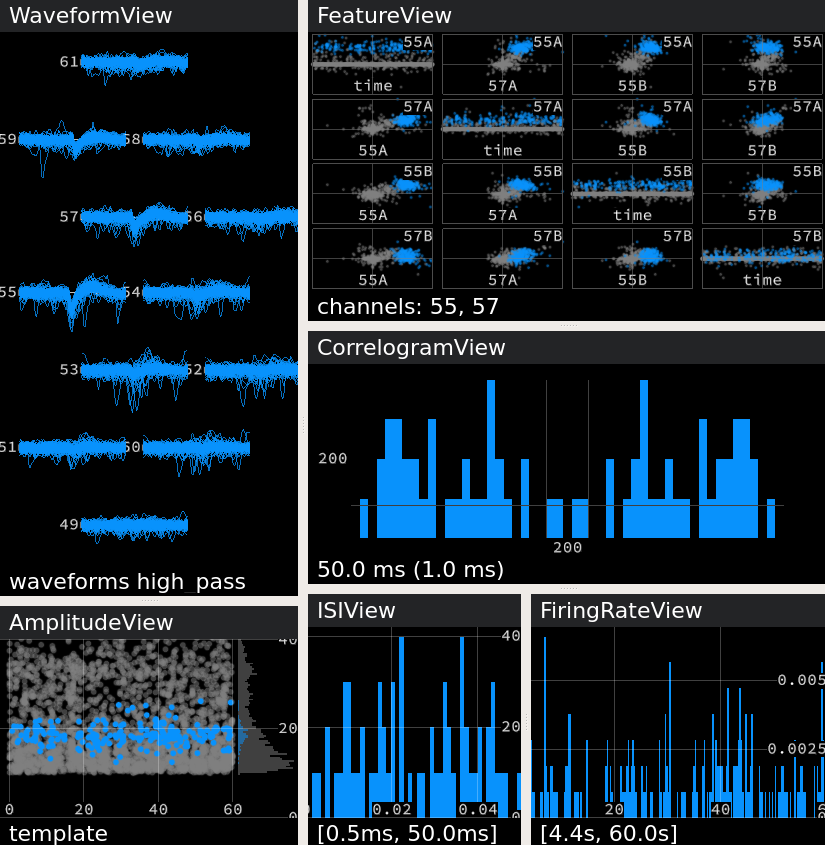 WaveformView
61
59 58
57 56
55 54
53 52
51 50
49
waveforms high_pass
FeatureView
55A 55A 55A 55A
time 57A 55B 57B
57A 57A 57A 57A
55A time 55B 57B
55B 55B 55B 55B
55A 57A time 57B
57B 57B 57B 57B
55A 57A 55B time
channels: 55, 57
CorrelogramView
200
200
50.0 ms (1.0 ms)
AmplitudeView
40
20
0 20 40 60 0
template
ISIView
40
20
0 0.02 0.04 0
[0.5ms, 50.0ms]
FiringRateView
0.005
0.0025
20 40 6
[4.4s, 60.0s]